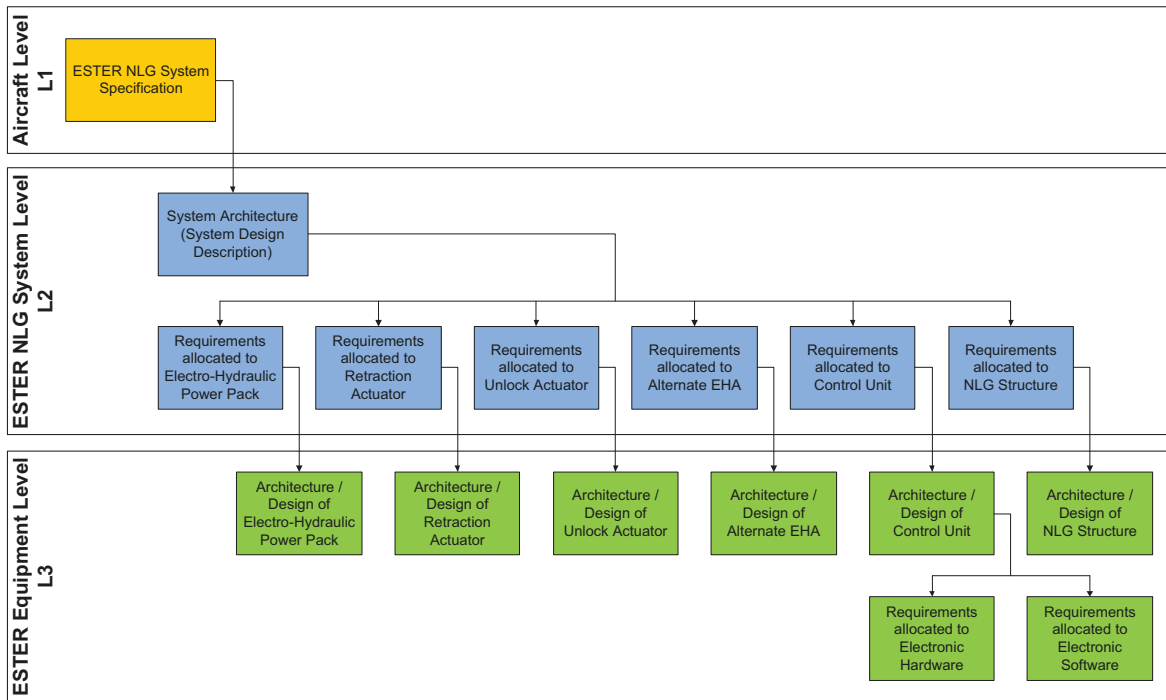 Aircraft Level
L1
ESTER NLG System
Specification
ESTER NLG System Level
L2
System Architecture
(System Design
Description)
Requirements
allocated to
Electro-Hydraulic
Power Pack
Requirements
allocated to
Retraction
Actuator
Requirements
allocated to
Unlock Actuator
Requirements
allocated to
Alternate EHA
Requirements
allocated to
Control Unit
Requirements
allocated to
NLG Structure
ESTER Equipment Level
L3
Architecture /
Design of
Electro-Hydraulic
Power Pack
Architecture /
Design of
Retraction
Actuator
Architecture /
Design of
Unlock Actuator
Architecture /
Design of
Alternate EHA
Architecture /
Design of
Control Unit
Architecture /
Design of
NLG Structure
Requirements
allocated to
Electronic
Hardware
Requirements
allocated to
Electronic
Software